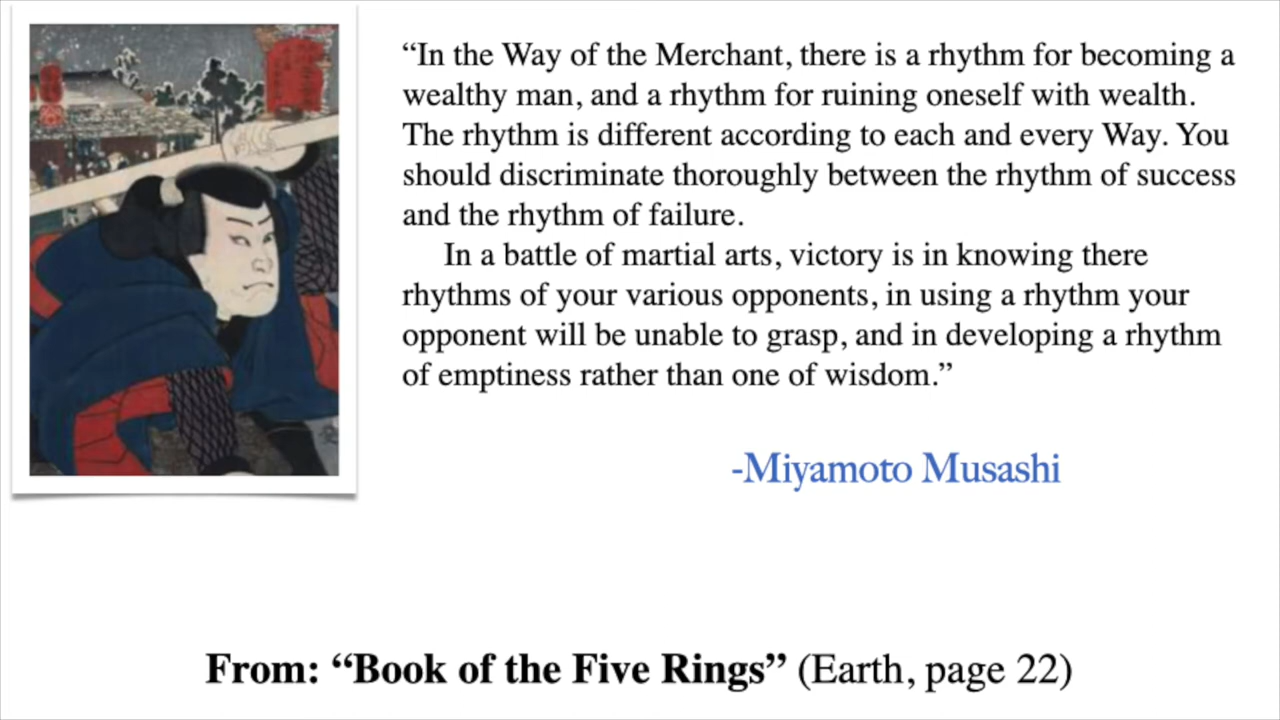 “In the Way of the Merchant, there is a rhythm for becoming a
wealthy man, and a rhythm for ruining oneself with wealth.
The rhythm is different according to each and every Way. You
should discriminate thoroughly between the rhythm of success
and the rhythm of failure.
In a battle of martial arts, victory is in knowing there
rhythms of your various opponents, in using a rhythm your
opponent will be unable to grasp, and in developing a rhythm
of emptiness rather than one of wisdom.”
-Miyamoto Musashi
From: “Book of the Five Rings” (Earth, page 22)